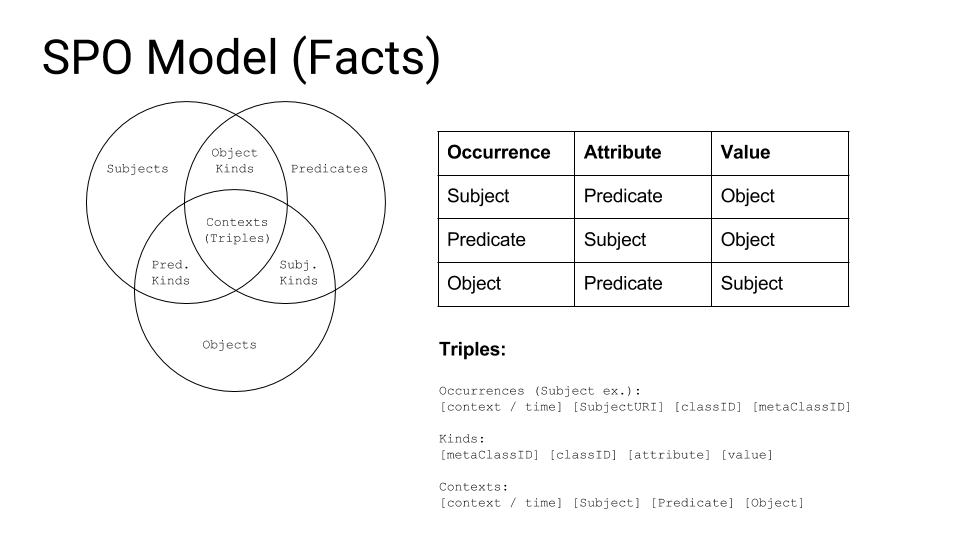 SPO Model (Facts)
Subjects
Object
Kinds
Predicates
Contexts
(Triples)
Pred.
Kinds
Subj.
Kinds
Objects
Occurrence Attribute Value
Subject Predicate Object
Predicate Subject Object
Object Predicate Subject
Triples:
Occurrences (Subject ex.):
[context / time] [SubjectURI] [classID] [metaClassID]
Kinds:
[metaClassID] [classID] [attribute] [value]
Contexts:
[context / time] [Subject] [Predicate] [Object]